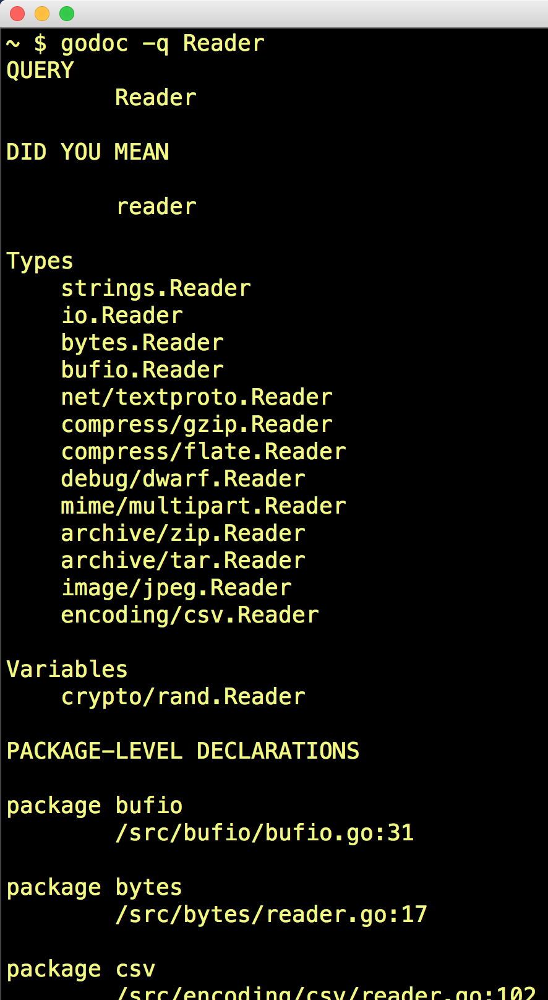 ~ $ godoc -q Reader
QUERY
Reader
DID YOU MEAN
reader
Types
strings.Reader
io.Reader
bytes.Reader
bufio.Reader
net/textproto.Reader
compress/gzip.Reader
compress/flate.Reader
debug/dwarf.Reader
mime/multipart.Reader
archive/zip.Reader
archive/tar.Reader
image/jpeg.Reader
encoding/csv.Reader
Variables
crypto/rand.Reader
PACKAGE-LEVEL DECLARATIONS
package bufio
/src/bufio/bufio.go:31
package bytes
/src/bytes/reader.go:17
package csv
/src/encoding/csv/reader.go:102